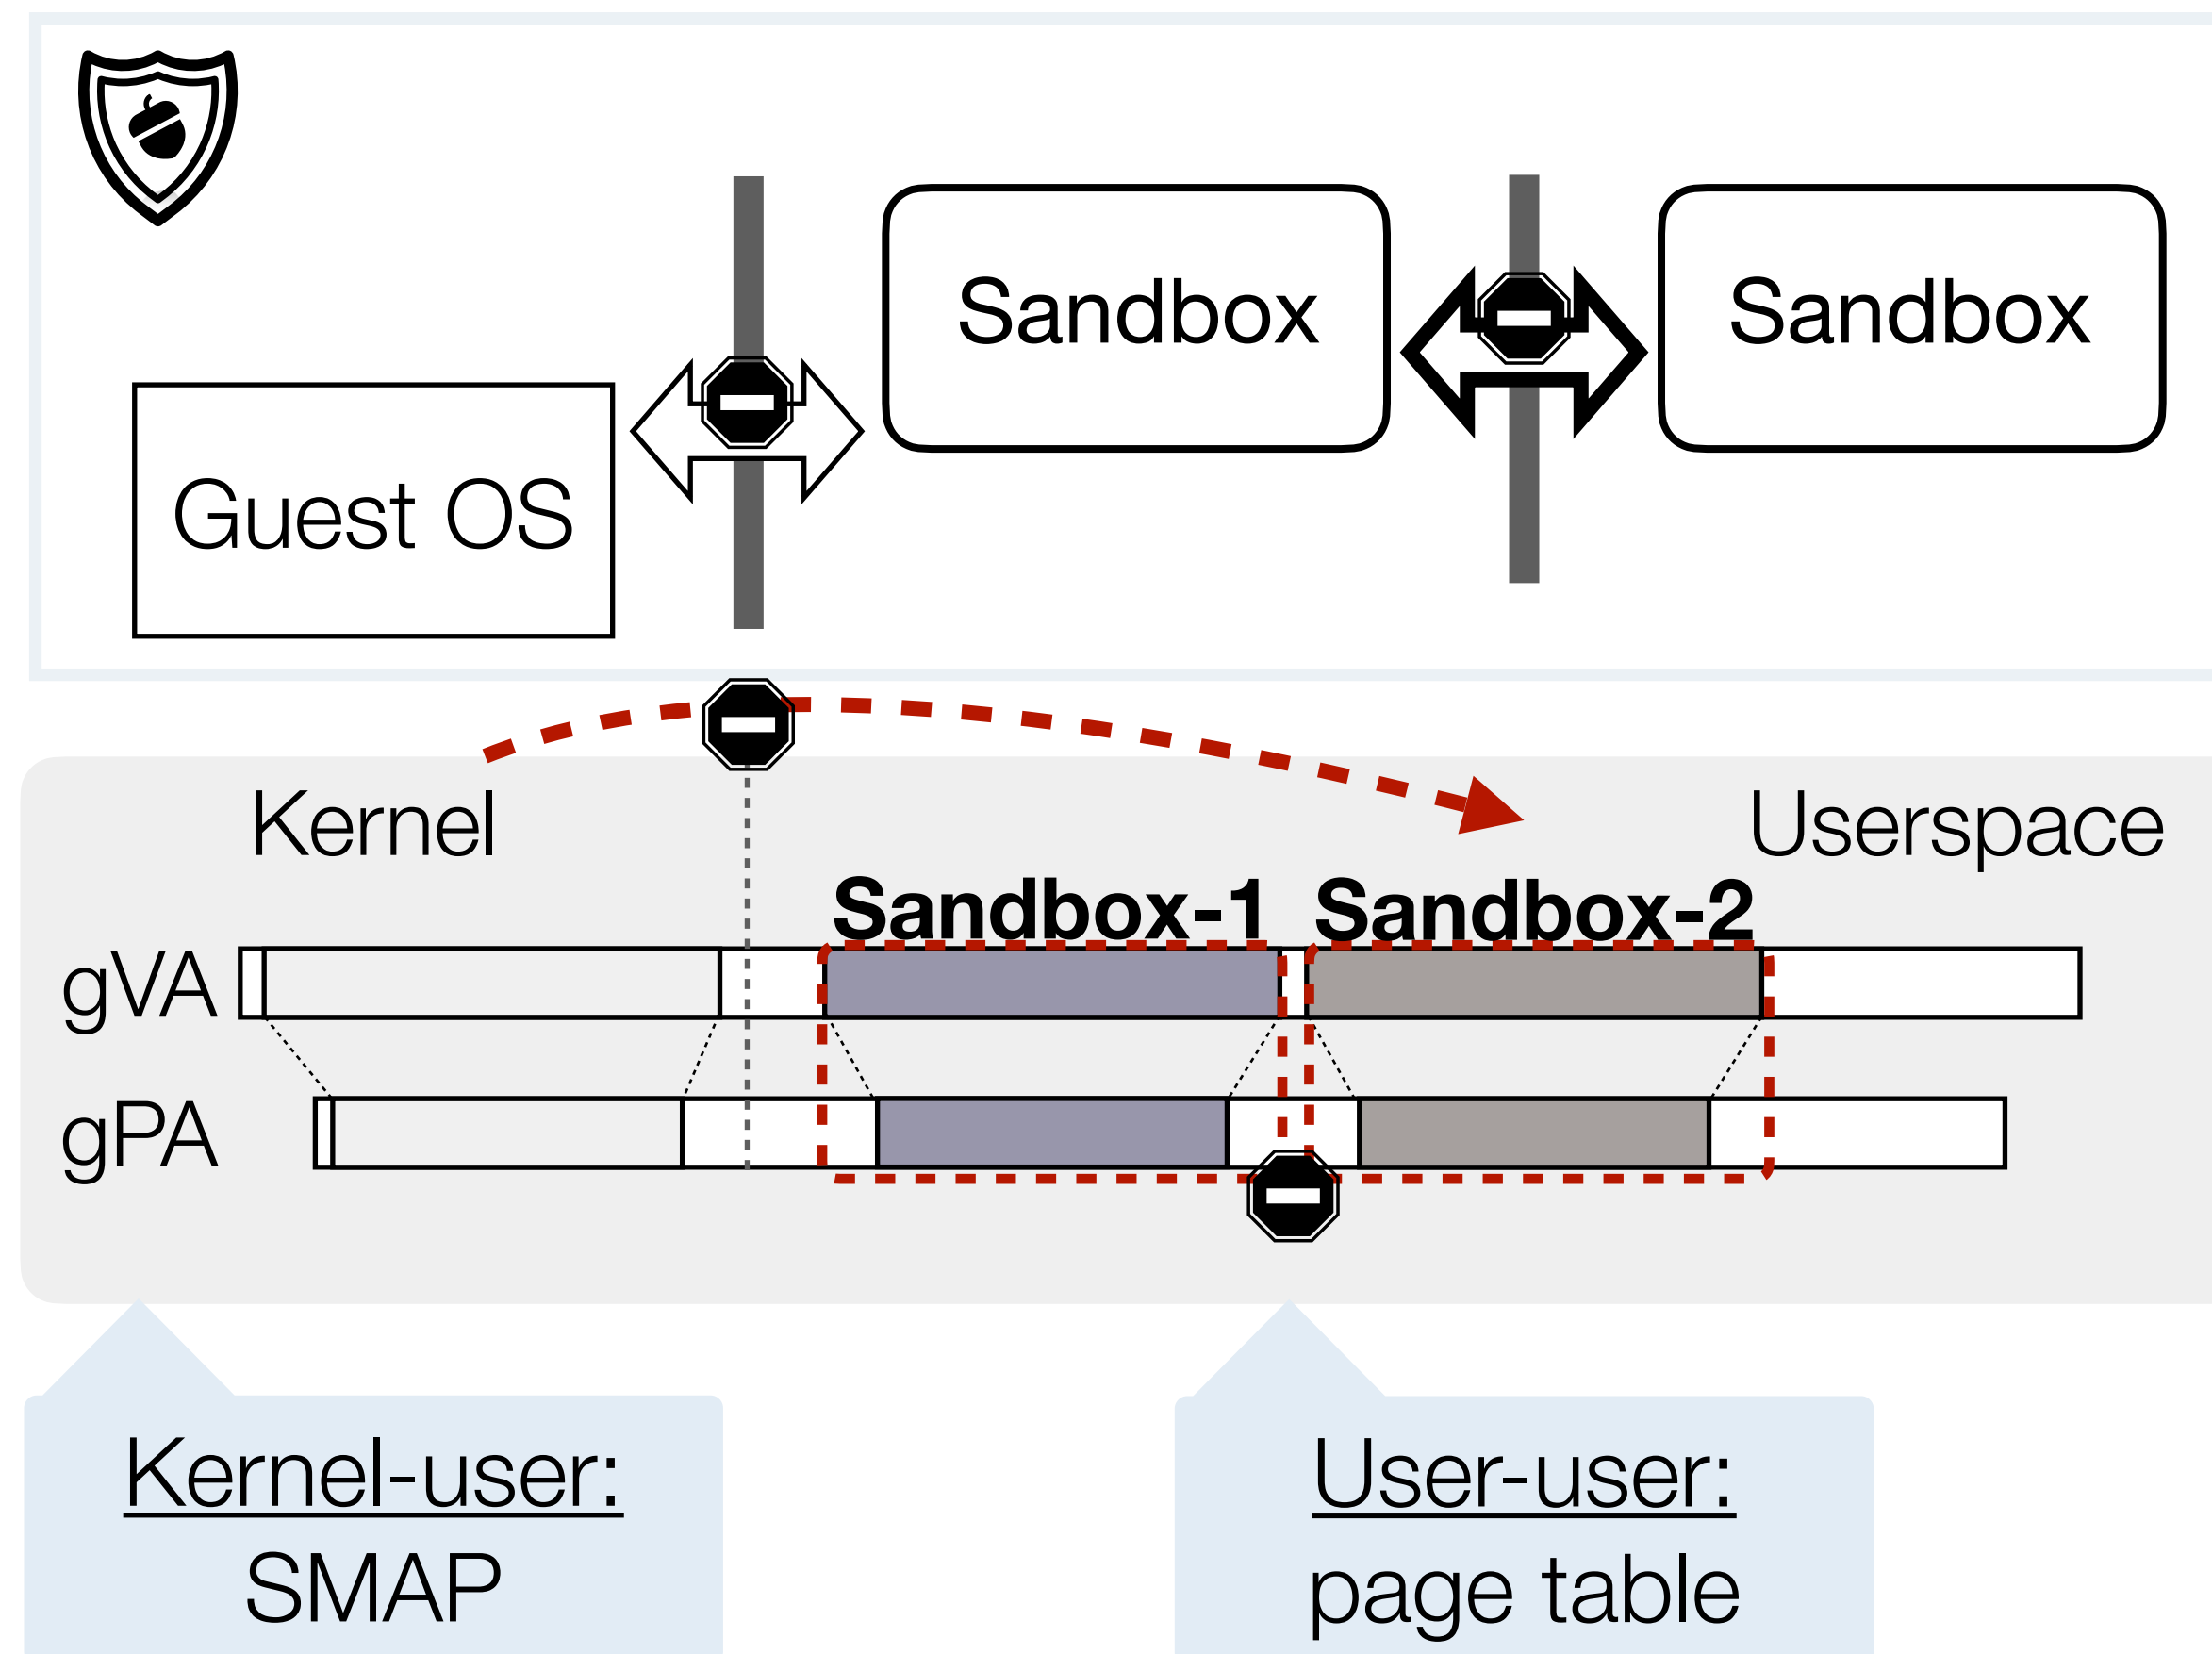 Sandbox
Sandbox
Guest OS
Kernel
Userspace
Sandbox-1
Sandbox-2
gVA
gPA
Kernel-user:
SMAP
User-user:
page table